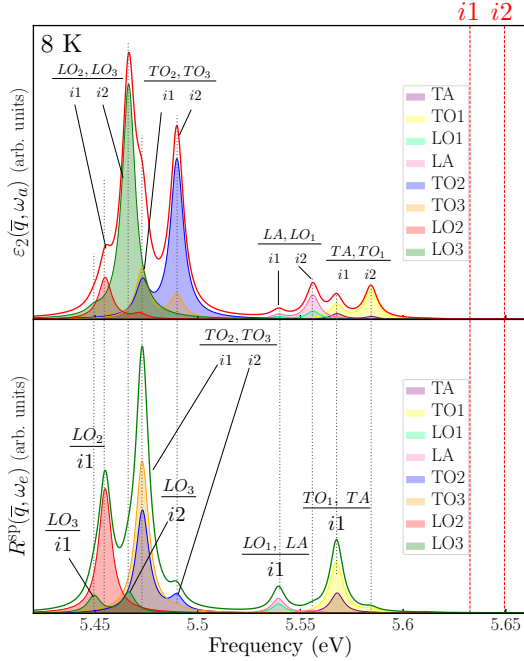 i1 i2
8 K
LO₂, LO₃
i1 i2
TO₂, TO₃
i1 i2
LA, LO₁
i1 i2
TA, TO₁
i1 i2
TA
TO1
LO1
LA
TO2
TO3
LO2
LO3
ε₂(q̅, ωₐ) (arb. units)
TO₂, TO₃
i1 i2
LO₂
i1
LO₃
i1
LO₃
i2
LO₁, LA
i1
TO₁, TA
i1
TA
TO1
LO1
LA
TO2
TO3
LO2
LO3
Rˢᵖ(q̅, ωₑ) (arb. units)
5.45 5.5 5.55 5.6 5.65
Frequency (eV)